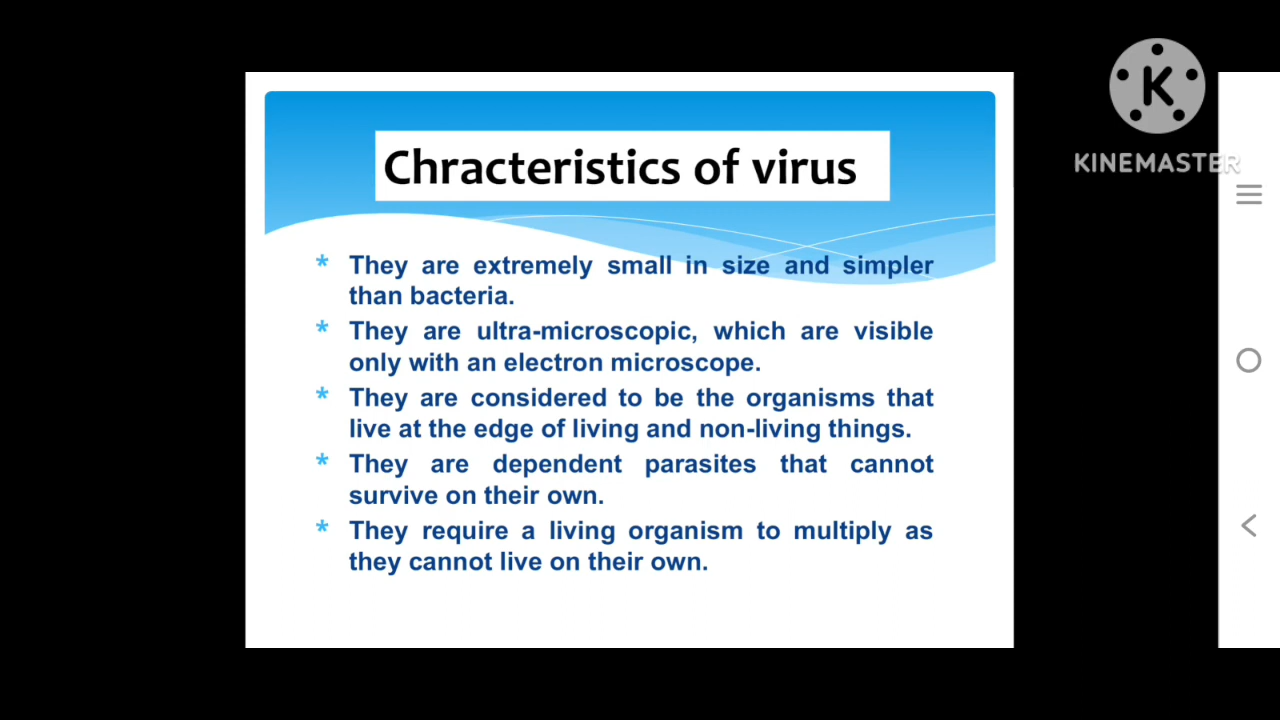 KINEMASTER
Chracteristics of virus
* They are extremely small in size and simpler
than bacteria.
* They are ultra-microscopic, which are visible
only with an electron microscope.
* They are considered to be the organisms that
live at the edge of living and non-living things.
* They are dependent parasites that cannot
survive on their own.
* They require a living organism to multiply as
they cannot live on their own.